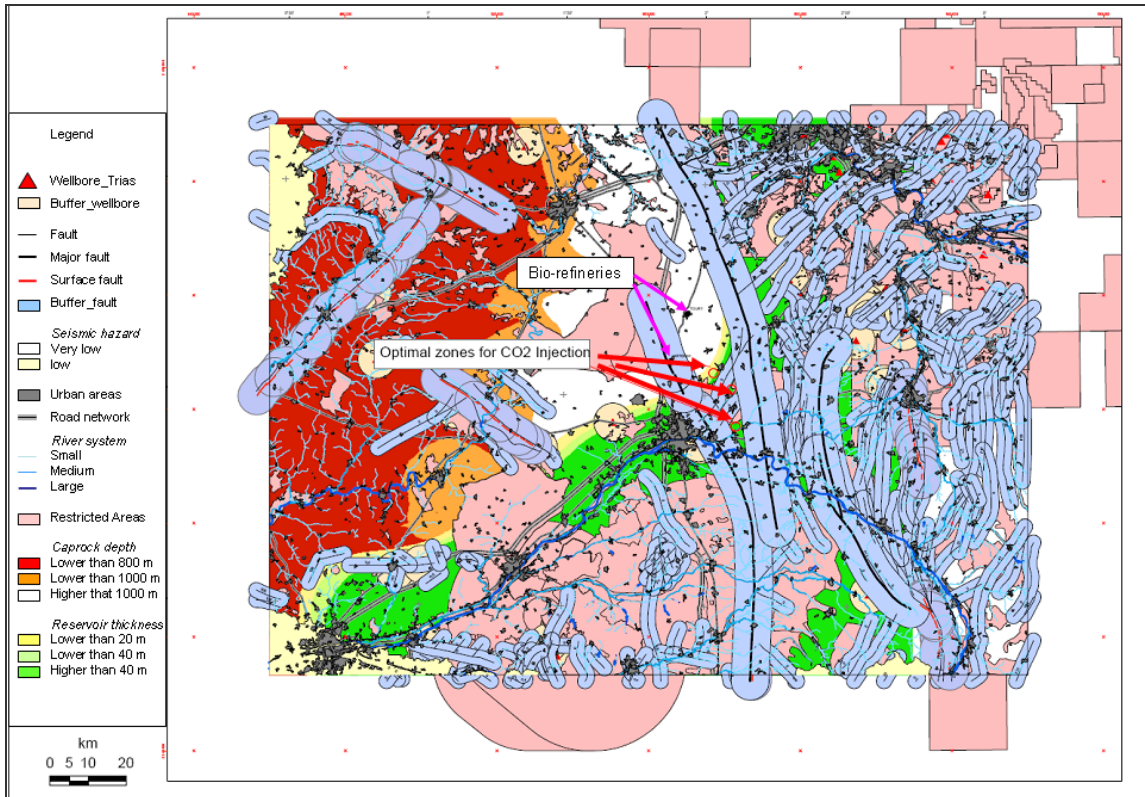 Legend
Wellbore_Trias
Buffer_wellbore
Fault
Major fault
Surface fault
Buffer_fault
Seismic hazard
Very low
low
Urban areas
Road network
River system
Small
Medium
Large
Restricted Areas
Caprock depth
Lower than 800 m
Lower than 1000 m
Higher that 1000 m
Reservoir thickness
Lower than 20 m
Lower than 40 m
Higher than 40 m
km
0 5 10 20
Bio-refineries
Optimal zones for CO2 Injection